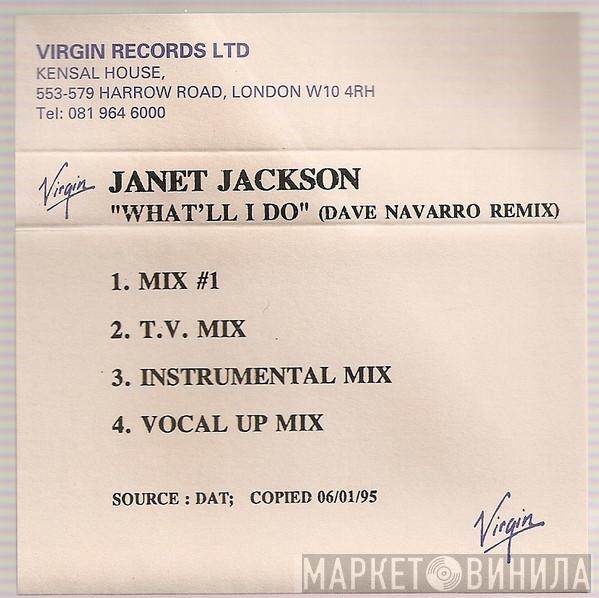 VIRGIN RECORDS LTD
KENSAL HOUSE,
553-579 HARROW ROAD, LONDON W10 4RH
Tel: 081 964 6000
Virgin
JANET JACKSON
"WHAT'LL I DO" (DAVE NAVARRO REMIX)
1. MIX #1
2. T.V. MIX
3. INSTRUMENTAL MIX
4. VOCAL UP MIX
SOURCE : DAT; COPIED 06/01/95
Virgin
МАРКЕТ ВИНИЛА